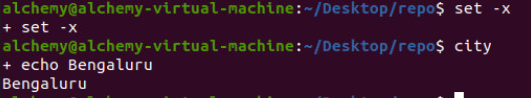 alchemy@alchemy-virtual-machine:~/Desktop/repo$ set -x
+ set -x
alchemy@alchemy-virtual-machine:~/Desktop/repo$ city
+ echo Bengaluru
Bengaluru